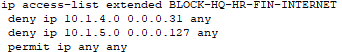 ip access-list extended BLOCK-HQ-HR-FIN-INTERNET
deny ip 10.1.4.0 0.0.0.31 any
deny ip 10.1.5.0 0.0.0.127 any
permit ip any any